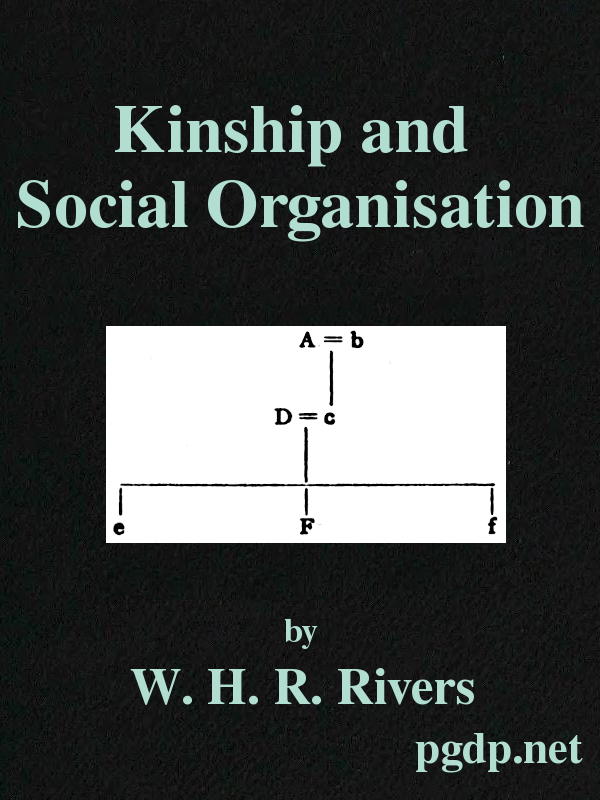 Kinship and
Social Organisation
A = b
D = c
e F f
by
W. H. R. Rivers
pgdp.net